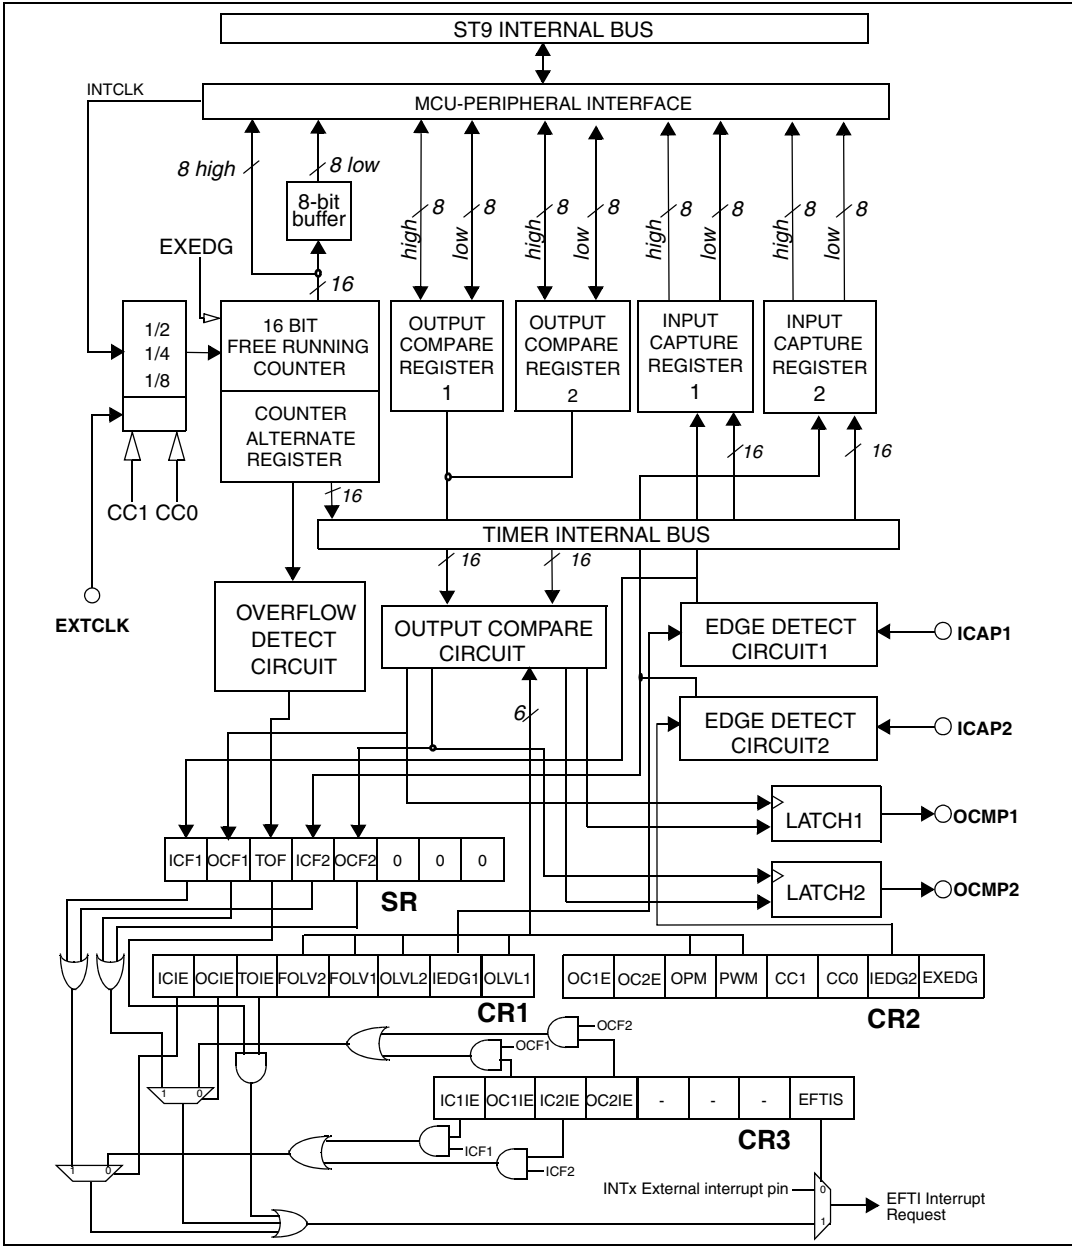 ST9 INTERNAL BUS
INTCLK
MCU-PERIPHERAL INTERFACE
8 high
8 low
8-bit
buffer
high
8
low
8
high
8
low
8
high
8
low
8
high
8
low
8
EXEDG
16
1/2
1/4
1/8
16 BIT
FREE RUNNING
COUNTER
COUNTER
ALTERNATE
REGISTER
OUTPUT
COMPARE
REGISTER
1
OUTPUT
COMPARE
REGISTER
2
INPUT
CAPTURE
REGISTER
1
INPUT
CAPTURE
REGISTER
2
16
16
CC1 CC0
16
TIMER INTERNAL BUS
16
16
EXTCLK
OVERFLOW
DETECT
CIRCUIT
OUTPUT COMPARE
CIRCUIT
EDGE DETECT
CIRCUIT1
ICAP1
6
EDGE DETECT
CIRCUIT2
ICAP2
LATCH1
OCMP1
LATCH2
OCMP2
ICF1 OCF1 TOF ICF2 OCF2 0 0 0
SR
ICIE OCIE TOIE FOLV2 FOLV1 OLVL2 IEDG1 OLVL1
CR1
OC1E OC2E OPM PWM CC1 CC0 IEDG2 EXEDG
CR2
OCF2
OCF1
1 0
IC1IE OC1IE IC2IE OC2IE - - - EFTIS
CR3
ICF1
ICF2
1 0
INTx External interrupt pin
0
1
EFTI Interrupt
Request